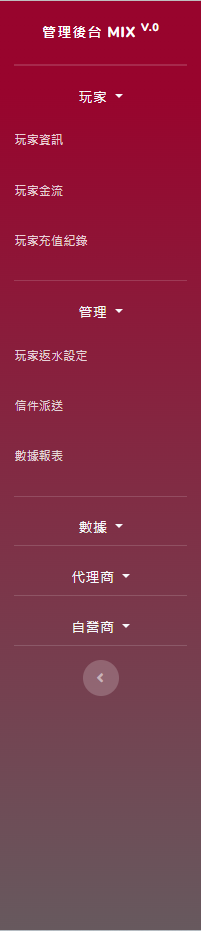 管理後台 MIX V.0
玩家
玩家資訊
玩家金流
玩家充值紀錄
管理
玩家返水設定
信件派送
數據報表
數據
代理商
自營商